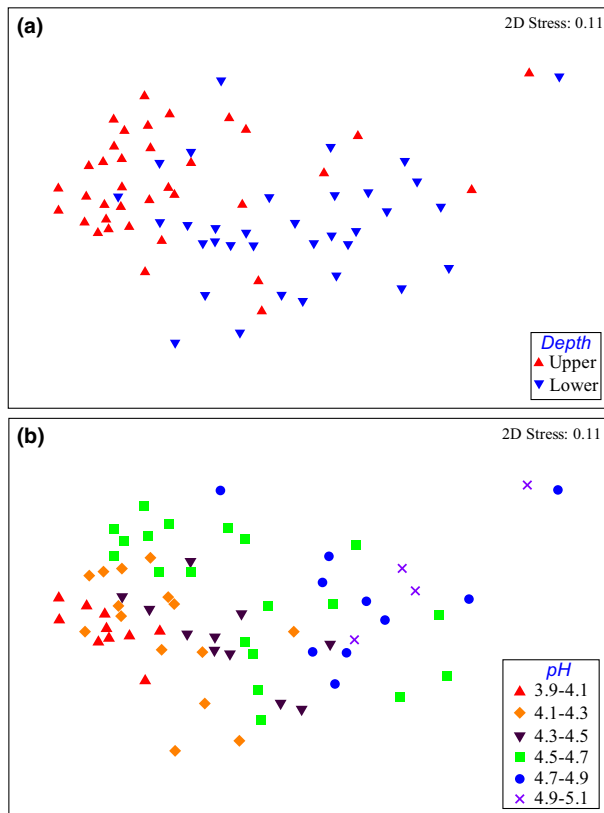 (a)
2D Stress: 0.11
Depth
Upper
Lower
(b)
2D Stress: 0.11
pH
3.9-4.1
4.1-4.3
4.3-4.5
4.5-4.7
4.7-4.9
4.9-5.1